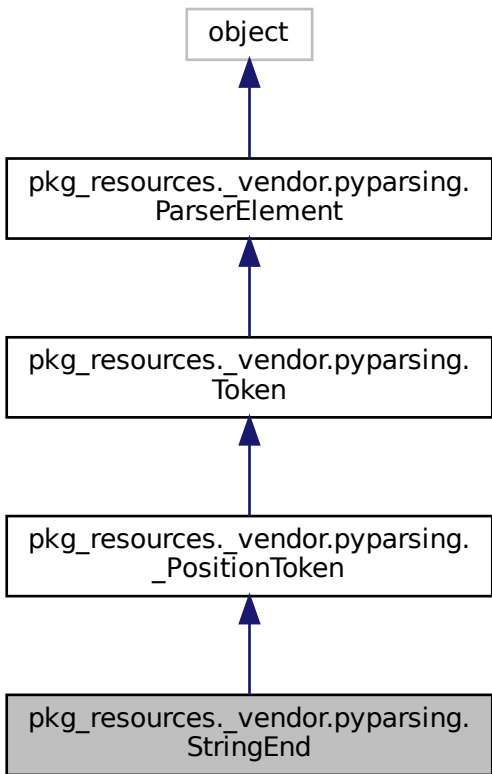 object
pkg_resources._vendor.pyparsing.
ParserElement
pkg_resources._vendor.pyparsing.
Token
pkg_resources._vendor.pyparsing.
_PositionToken
pkg_resources._vendor.pyparsing.
StringEnd